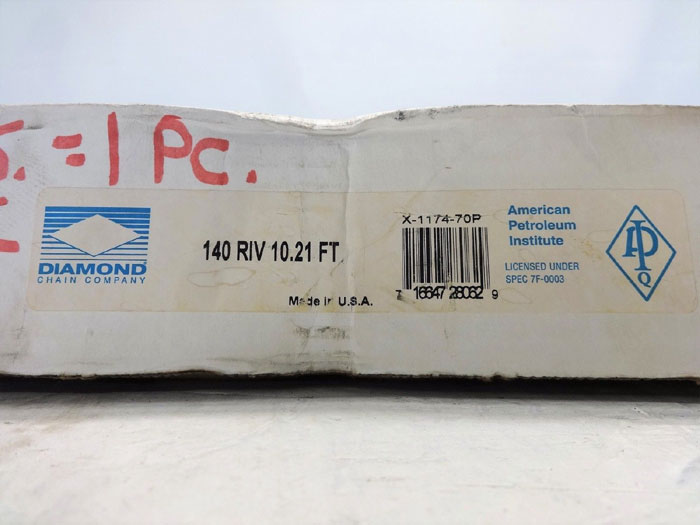 = 1 Pc.
DIAMOND
CHAIN COMPANY
140 RIV 10.21 FT.
Made in U.S.A.
X-1174-70P
7 16647 28062 9
American
Petroleum
Institute
LICENSED UNDER
SPEC 7F-0003
API
Q